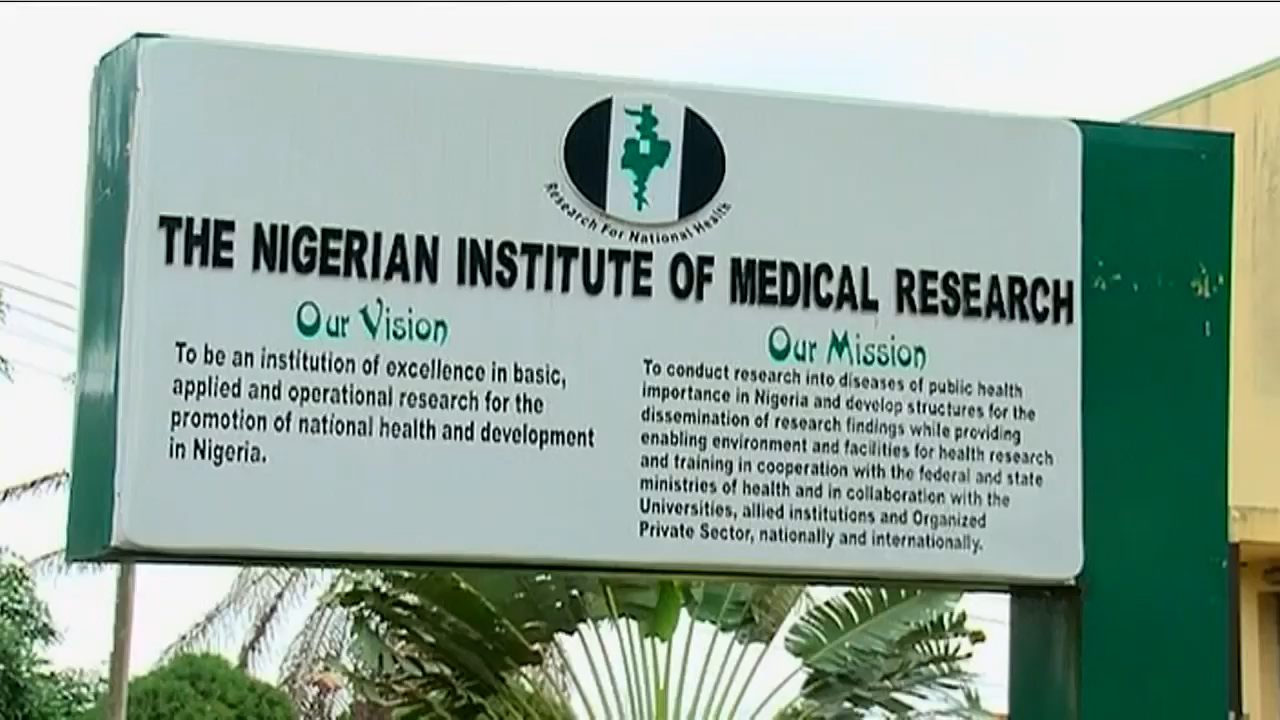 Research For National Health
THE NIGERIAN INSTITUTE OF MEDICAL RESEARCH
Our Vision
To be an institution of excellence in basic,
applied and operational research for the
promotion of national health and development
in Nigeria.
Our Mission
To conduct research into diseases of public health
importance in Nigeria and develop structures for the
dissemination of research findings while providing
enabling environment and facilities for health research
and training in cooperation with the federal and state
ministries of health and in collaboration with the
Universities, allied institutions and Organized
Private Sector, nationally and internationally.